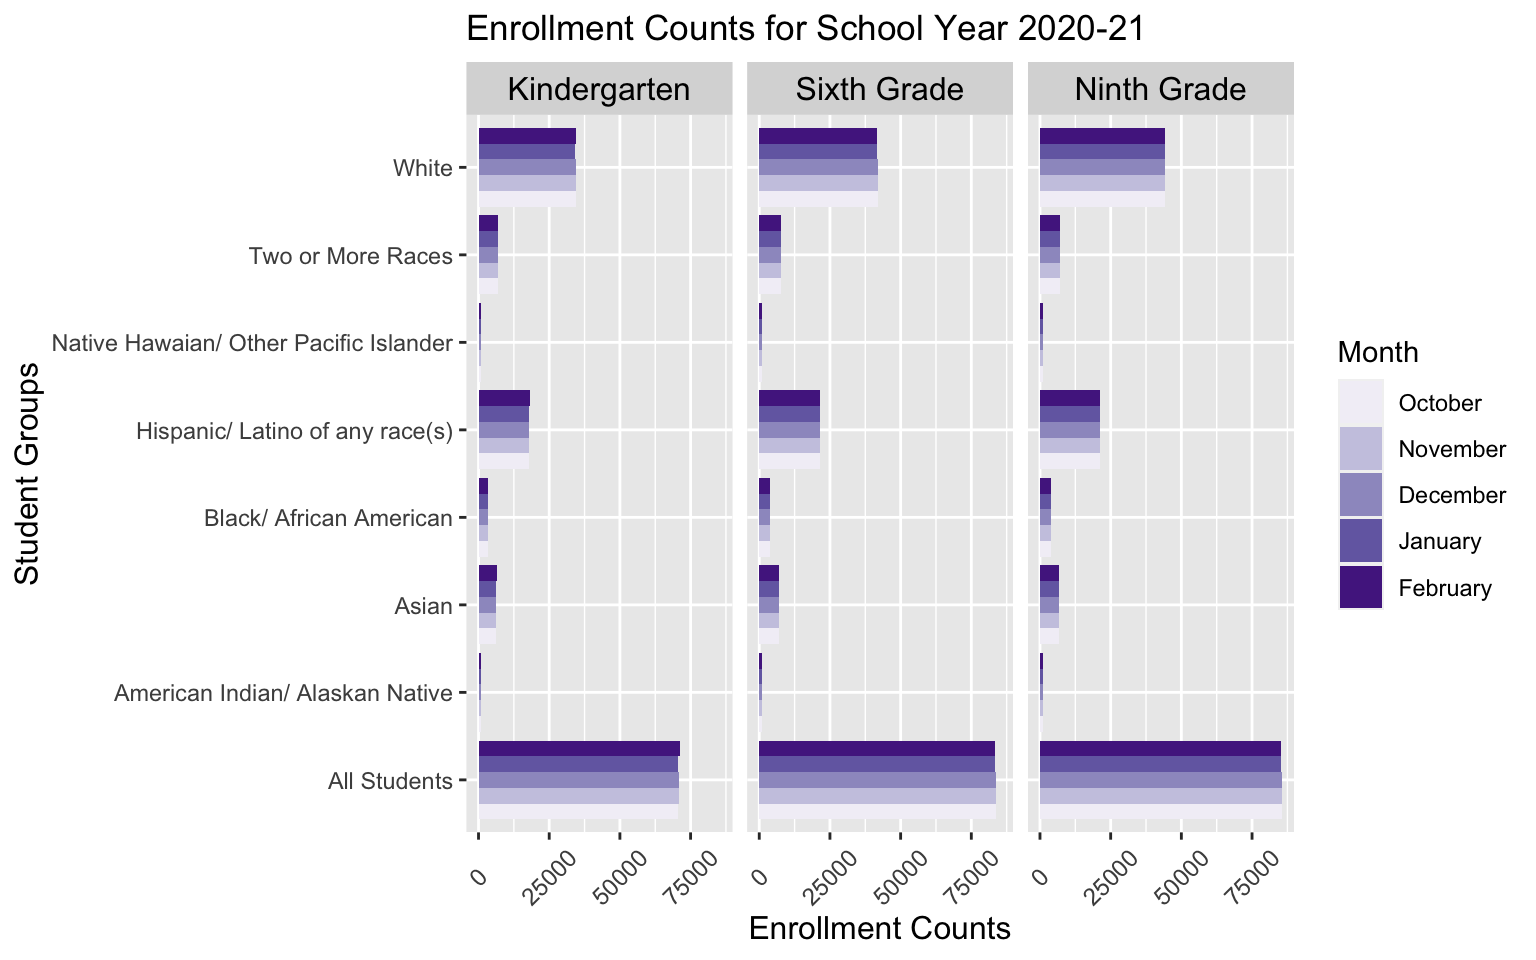 Enrollment Counts for School Year 2020-21
Kindergarten
Sixth Grade
Ninth Grade
Student Groups
White
Two or More Races
Native Hawaian/ Other Pacific Islander
Hispanic/ Latino of any race(s)
Black/ African American
Asian
American Indian/ Alaskan Native
All Students
0
25000
50000
75000
0
25000
50000
75000
0
25000
50000
75000
Enrollment Counts
Month
October
November
December
January
February